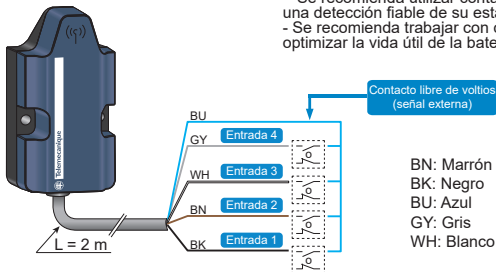 - Se recomienda utilizar conta
una detección fiable de su est
- Se recomienda trabajar con c
optimizar la vida útil de la bate
Contacto libre de voltios
(señal externa)
BU
GY
Entrada 4
WH
Entrada 3
BN
Entrada 2
BK
Entrada 1
Telemecanique
L = 2 m
BN: Marrón
BK: Negro
BU: Azul
GY: Gris
WH: Blanco